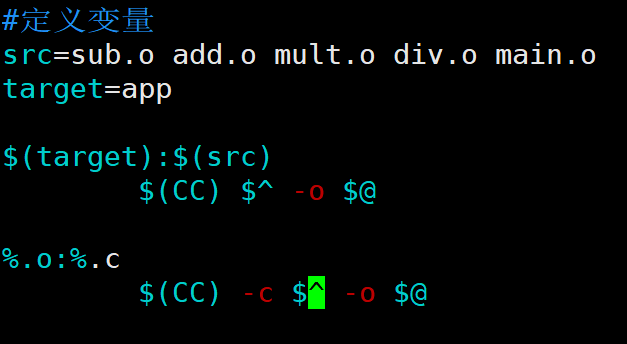 #定义变量
src=sub.o add.o mult.o div.o main.o
target=app
$(target):$(src)
$(CC) $^ -o $@
%.o:%.c
$(CC) -c $^ -o $@